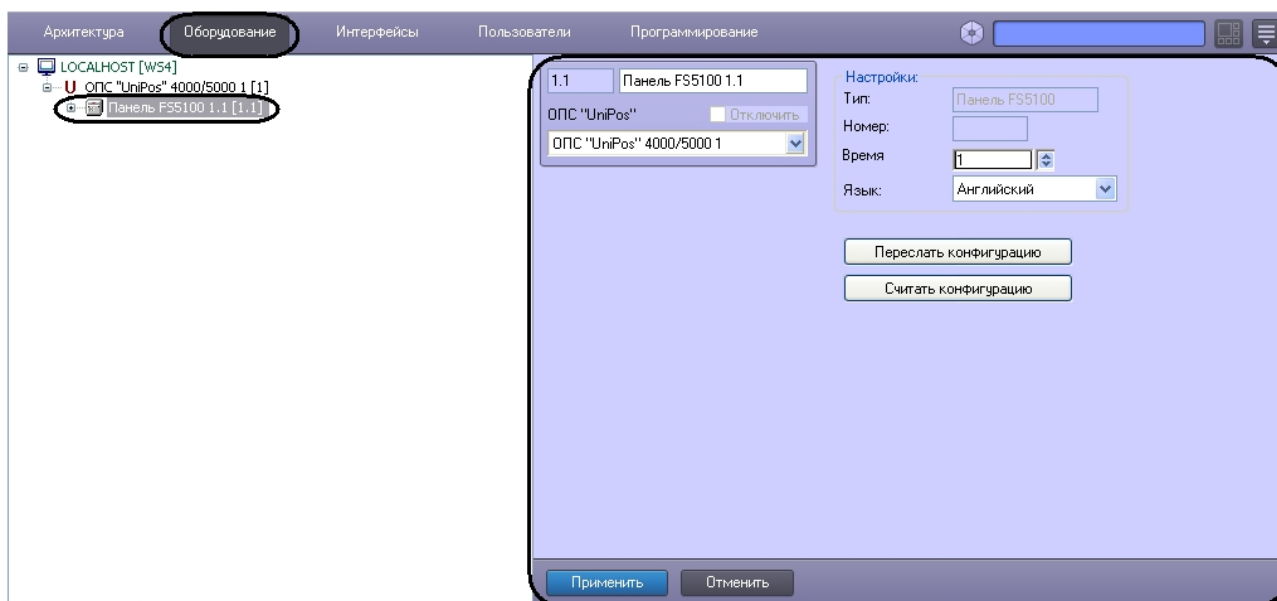 Архитектура Оборудование Интерфейсы Пользователи Программирование
LOCALHOST [WS4]
ОПС "UniPos" 4000/5000 1 [1]
Панель FS5100 1.1 [1.1]
1.1 Панель FS5100 1.1
ОПС "UniPos" Отключить
ОПС "UniPos" 4000/5000 1
Настройки:
Тип: Панель FS5100
Номер:
Время 1
Язык: Английский
Переслать конфигурацию
Считать конфигурацию
Применить Отменить